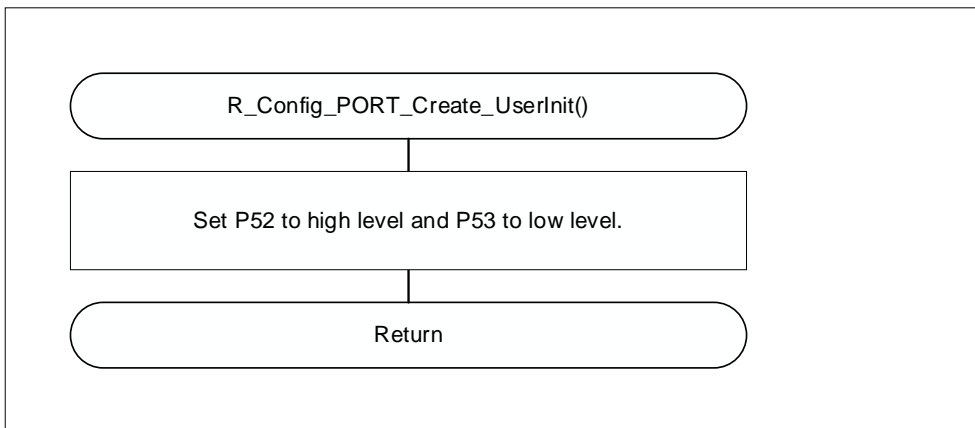 R_Config_PORT_Create_UserInit()
Set P52 to high level and P53 to low level.
Return